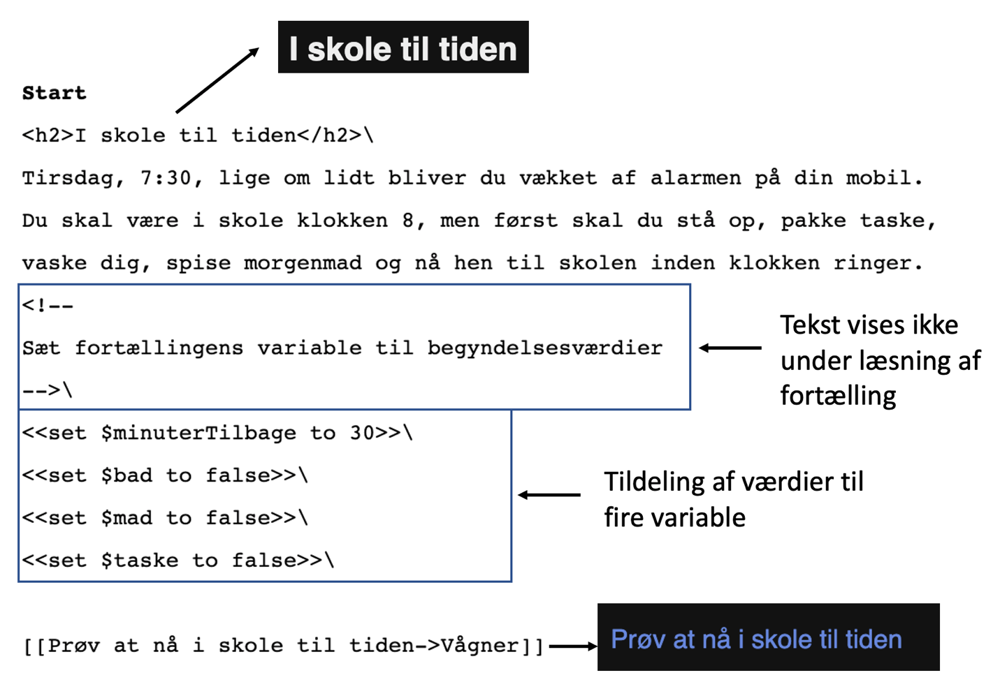 I skole til tiden
Start
<h2>I skole til tiden</h2>\
Tirsdag, 7:30, lige om lidt bliver du vækket af alarmen på din mobil.
Du skal være i skole klokken 8, men først skal du stå op, pakke taske,
vaske dig, spise morgenmad og nå hen til skolen inden klokken ringer.
<!--
Sæt fortællingens variable til begyndelsesværdier
-->\
Tekst vises ikke
under læsning af
fortælling
<<set $minuterTilbage to 30>>\
<<set $bad to false>>\
<<set $mad to false>>\
<<set $taske to false>>\
Tildeling af værdier til
fire variable
[[Prøv at nå i skole til tiden->Vågner]]
Prøv at nå i skole til tiden